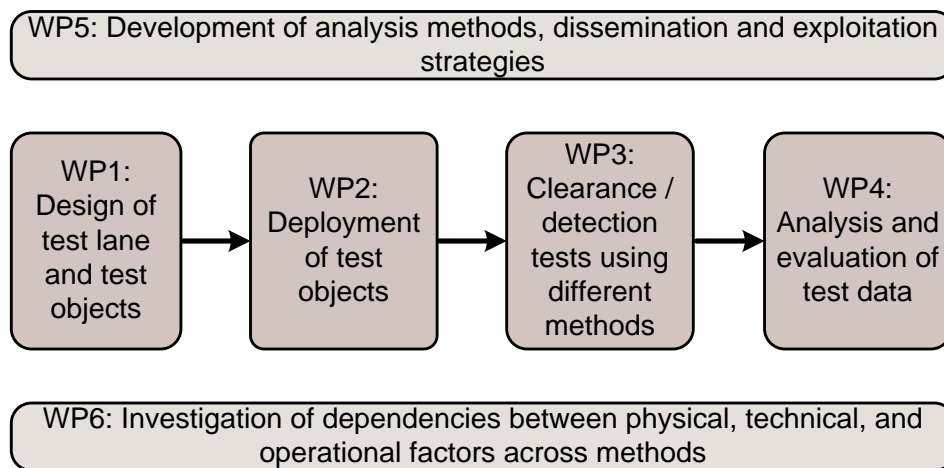 WP5: Development of analysis methods, dissemination and exploitation
strategies
WP1:
Design of
test lane
and test
objects
WP2:
Deployment
of test
objects
WP3:
Clearance /
detection
tests using
different
methods
WP4:
Analysis and
evaluation of
test data
WP6: Investigation of dependencies between physical, technical, and
operational factors across methods